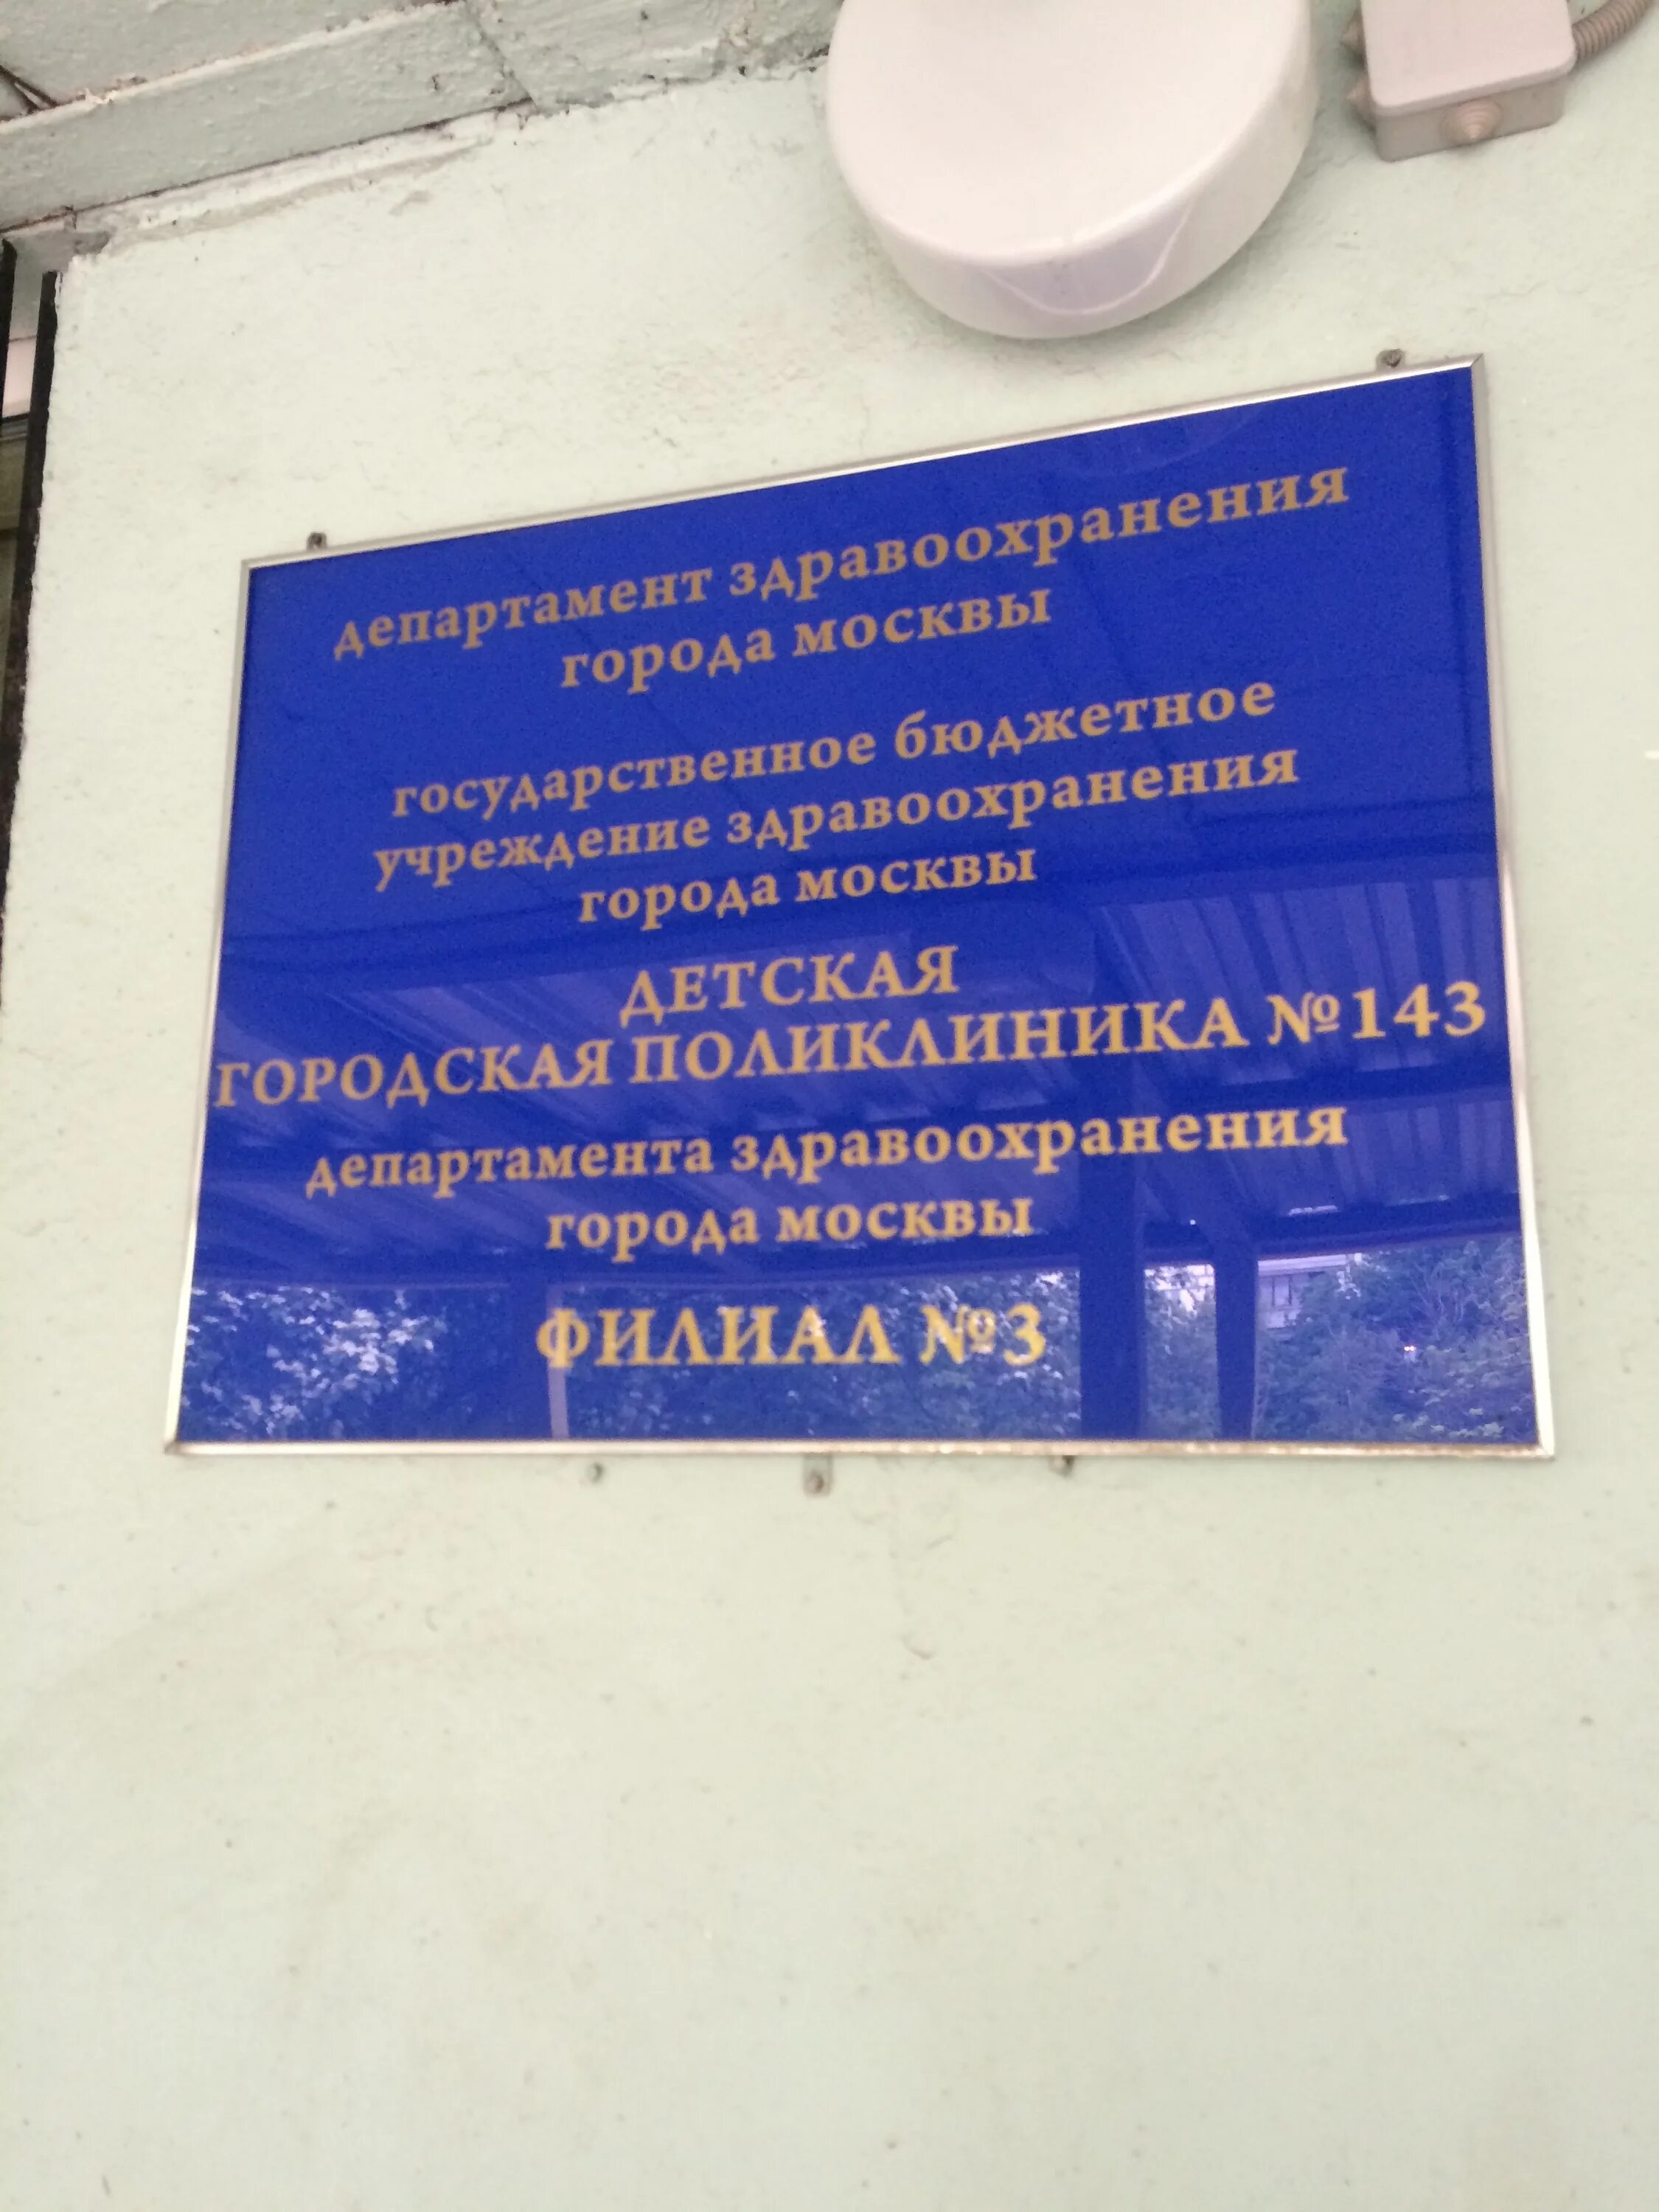 департамент здравоохранения
города москвы
государственное бюджетное
учреждение здравоохранения
города москвы
ДЕТСКАЯ
ГОРОДСКАЯ ПОЛИКЛИНИКА №143
департамента здравоохранения
города москвы
ФИЛИАЛ №3